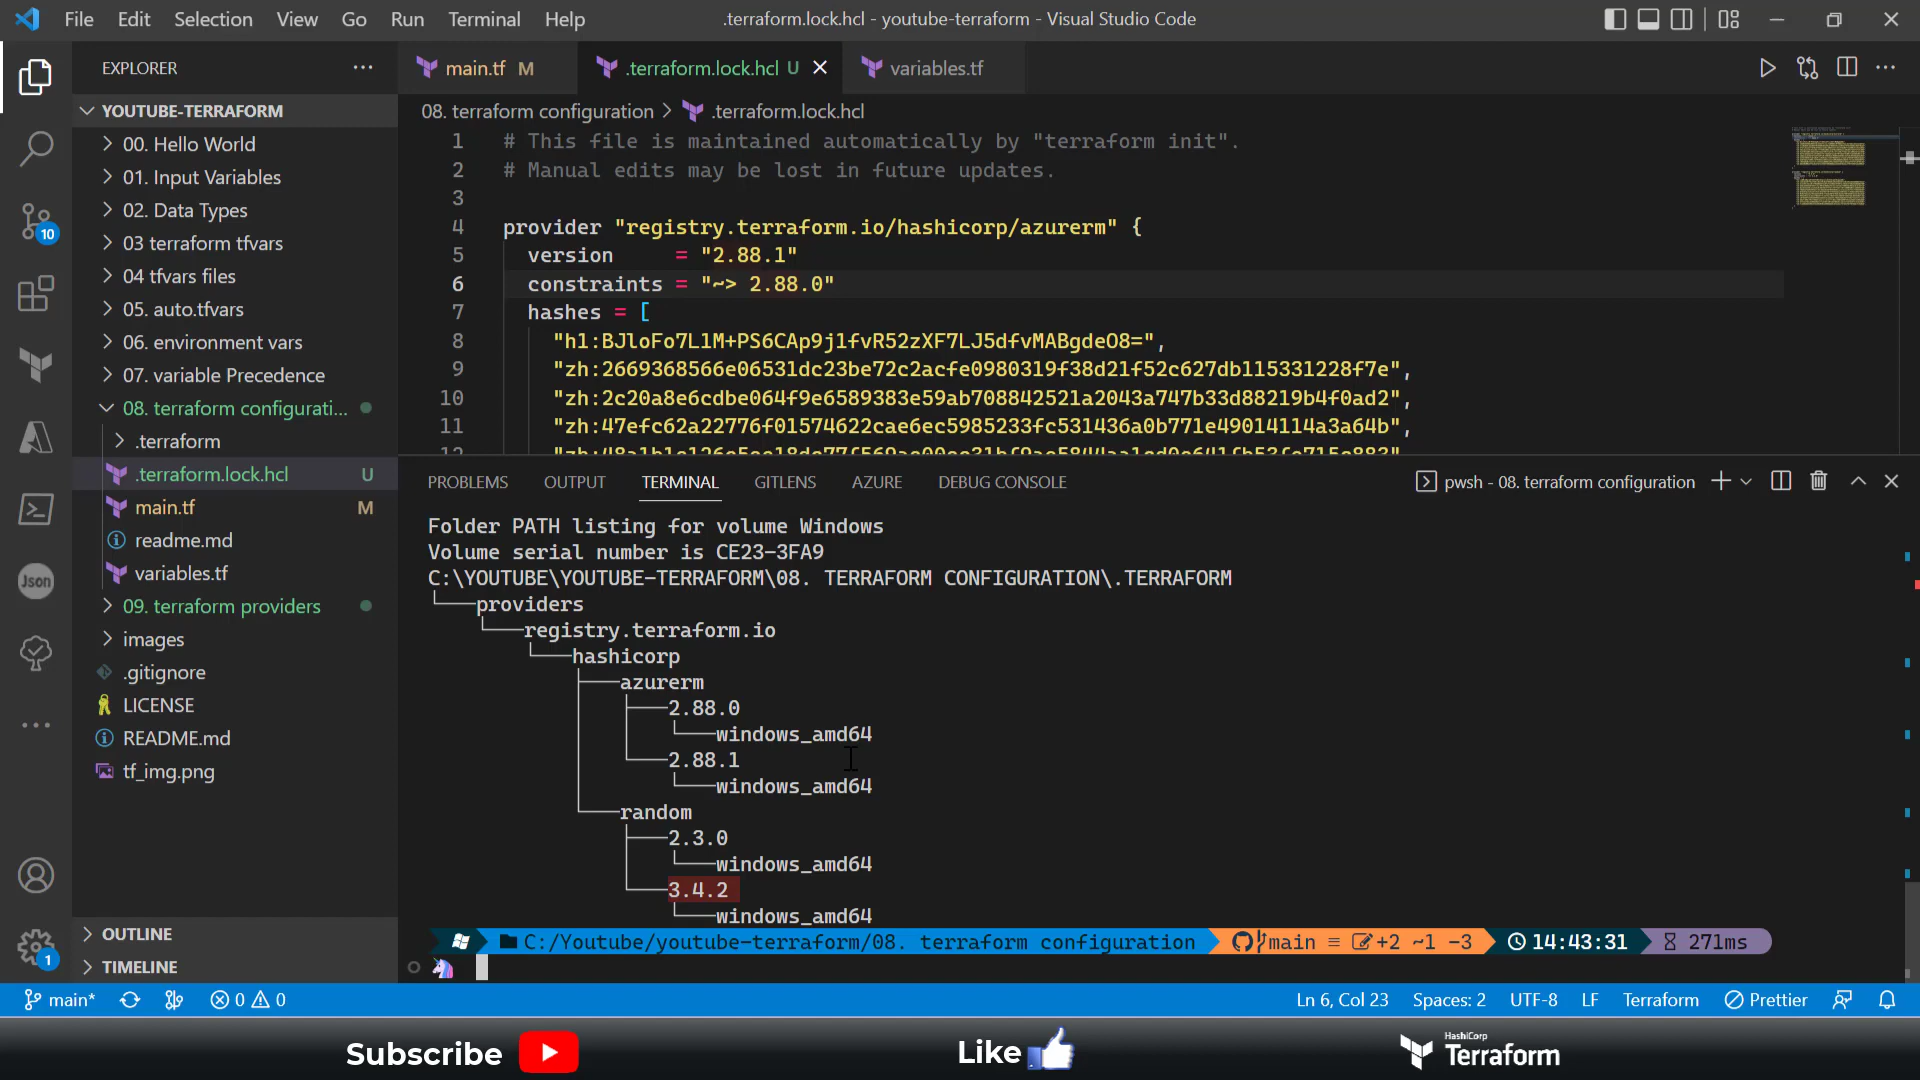 File Edit Selection View Go Run Terminal Help
.terraform.lock.hcl - youtube-terraform - Visual Studio Code
EXPLORER
YOUTUBE-TERRAFORM
00. Hello World
01. Input Variables
02. Data Types
03 terraform tfvars
04 tfvars files
05. auto.tfvars
06. environment vars
07. variable Precedence
08. terraform configurati...
.terraform
.terraform.lock.hcl U
main.tf M
readme.md
variables.tf
09. terraform providers
images
.gitignore
LICENSE
README.md
tf_img.png
OUTLINE
TIMELINE
10
Json
1
main.tf M
.terraform.lock.hcl U
variables.tf
08. terraform configuration > .terraform.lock.hcl
1 # This file is maintained automatically by "terraform init".
2 # Manual edits may be lost in future updates.
3
4 provider "registry.terraform.io/hashicorp/azurerm" {
5 version = "2.88.1"
6 constraints = "~> 2.88.0"
7 hashes = [
8 "h1:BJloFo7L1M+PS6CAp9j1fvR52zXF7LJ5dfvMABgdeO8=",
9 "zh:2669368566e06531dc23be72c2acfe0980319f38d21f52c627db115331228f7e",
10 "zh:2c20a8e6cdbe064f9e6589383e59ab708842521a2043a747b33d88219b4f0ad2",
11 "zh:47efc62a22776f01574622cae6ec5985233fc531436a0b771e49014114a3a64b",
PROBLEMS OUTPUT TERMINAL GITLENS AZURE DEBUG CONSOLE
pwsh - 08. terraform configuration
Folder PATH listing for volume Windows
Volume serial number is CE23-3FA9
C:\YOUTUBE\YOUTUBE-TERRAFORM\08. TERRAFORM CONFIGURATION\.TERRAFORM
└───providers
└───registry.terraform.io
└───hashicorp
├───azurerm
├───2.88.0
└───windows_amd64
└───2.88.1
└───windows_amd64
└───random
├───2.3.0
└───windows_amd64
└───3.4.2
└───windows_amd64
C:/Youtube/youtube-terraform/08. terraform configuration main ≡ +2 ~1 -3 14:43:31 271ms
main* 0 0
Ln 6, Col 23 Spaces: 2 UTF-8 LF Terraform Prettier
Subscribe
Like
HashiCorp
Terraform